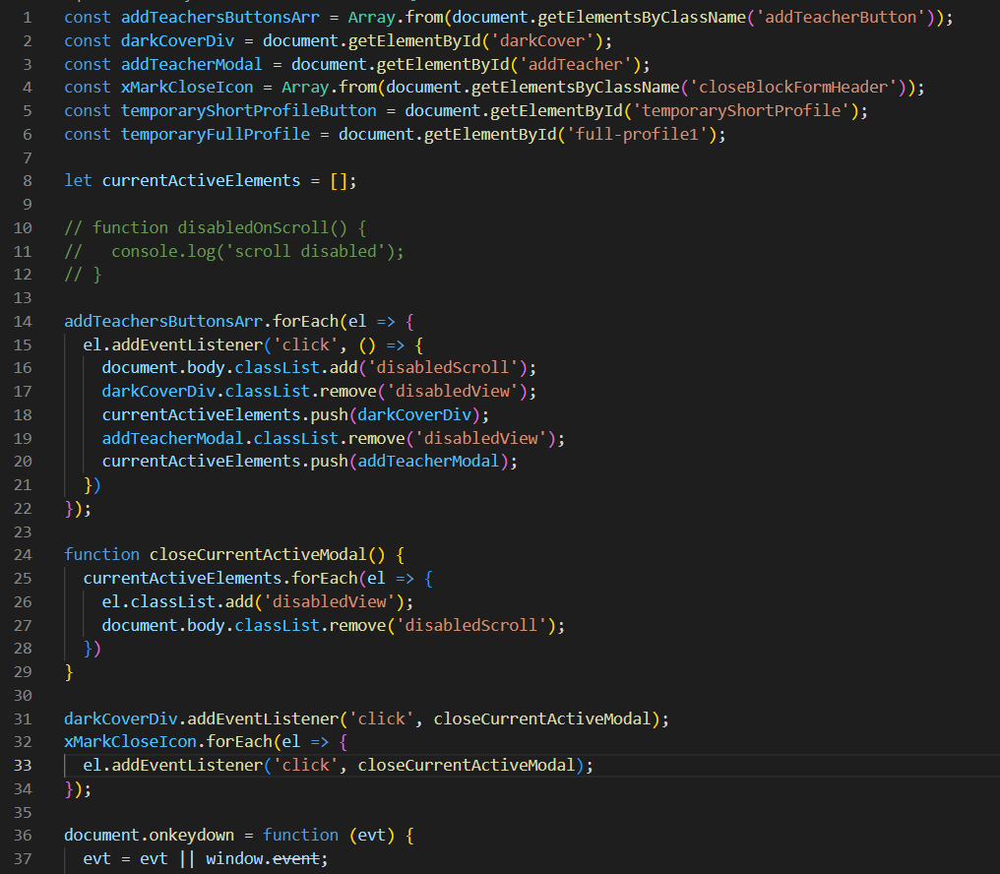 1 const addTeachersButtonsArr = Array.from(document.getElementsByClassName('addTeacherButton'));
2 const darkCoverDiv = document.getElementById('darkCover');
3 const addTeacherModal = document.getElementById('addTeacher');
4 const xMarkCloseIcon = Array.from(document.getElementsByClassName('closeBlockFormHeader'));
5 const temporaryShortProfileButton = document.getElementById('temporaryShortProfile');
6 const temporaryFullProfile = document.getElementById('full-profile1');
7
8 let currentActiveElements = [];
9
10 // function disabledOnScroll() {
11 //   console.log('scroll disabled');
12 // }
13
14 addTeachersButtonsArr.forEach(el => {
15   el.addEventListener('click', () => {
16     document.body.classList.add('disabledScroll');
17     darkCoverDiv.classList.remove('disabledView');
18     currentActiveElements.push(darkCoverDiv);
19     addTeacherModal.classList.remove('disabledView');
20     currentActiveElements.push(addTeacherModal);
21   })
22 });
23
24 function closeCurrentActiveModal() {
25   currentActiveElements.forEach(el => {
26     el.classList.add('disabledView');
27     document.body.classList.remove('disabledScroll');
28   })
29 }
30
31 darkCoverDiv.addEventListener('click', closeCurrentActiveModal);
32 xMarkCloseIcon.forEach(el => {
33   el.addEventListener('click', closeCurrentActiveModal);
34 });
35
36 document.onkeydown = function (evt) {
37   evt = evt || window.event;